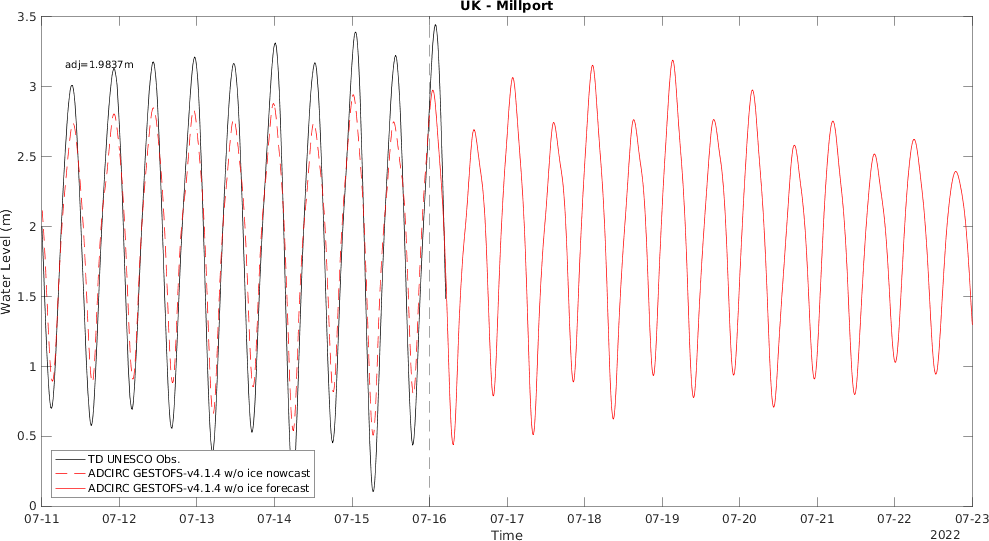 UK - Millport
adj=1.9837m
3.5
3
2.5
2
1.5
1
0.5
0
Water Level (m)
TD UNESCO Obs.
ADCIRC GESTOFS-v4.1.4 w/o ice nowcast
ADCIRC GESTOFS-v4.1.4 w/o ice forecast
07-11 07-12 07-13 07-14 07-15 07-16 07-17 07-18 07-19 07-20 07-21 07-22 07-23
Time
2022